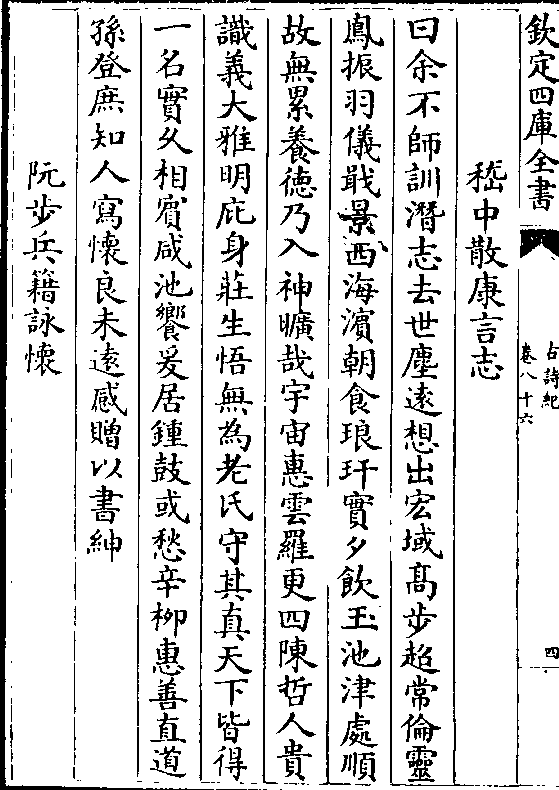 欽定四庫全書
古詩紀
卷八十六
四
嵇中散康言志
曰余不師訓潛志去世塵遠想出宏域髙步超常倫靈
鳳振羽儀戢景西海濱朝食琅玕實夕飲玉池津處順
故無累養德乃入神曠哉宇宙惠雲羅更四陳哲人貴
識義大雅明庇身莊生悟無為老氏守其真天下皆得
一名實久相賔咸池饗爰居鍾鼓或愁辛柳惠善直道
孫登庶知人寫懷良未遠感贈以書紳
阮步兵籍詠懷